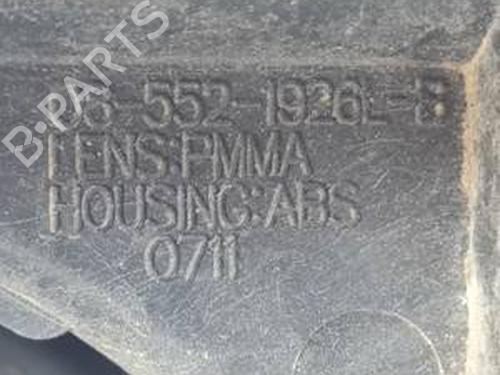 B-PARTS
552-1926L-
LENS:PMMA
HOUSING:ABS
0711